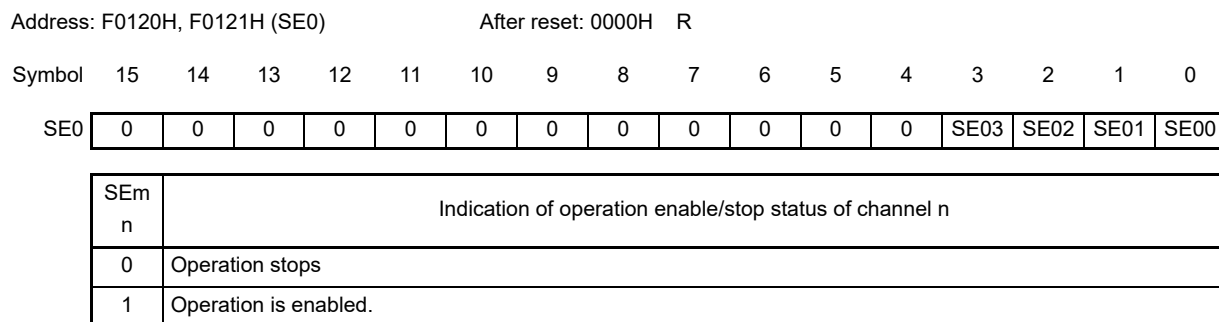 Address: F0120H, F0121H (SE0) After reset: 0000H R
Symbol 15 14 13 12 11 10 9 8 7 6 5 4 3 2 1 0
SE0 0 0 0 0 0 0 0 0 0 0 0 0 SE03 SE02 SE01 SE00
SEm
n Indication of operation enable/stop status of channel n
0 Operation stops
1 Operation is enabled.